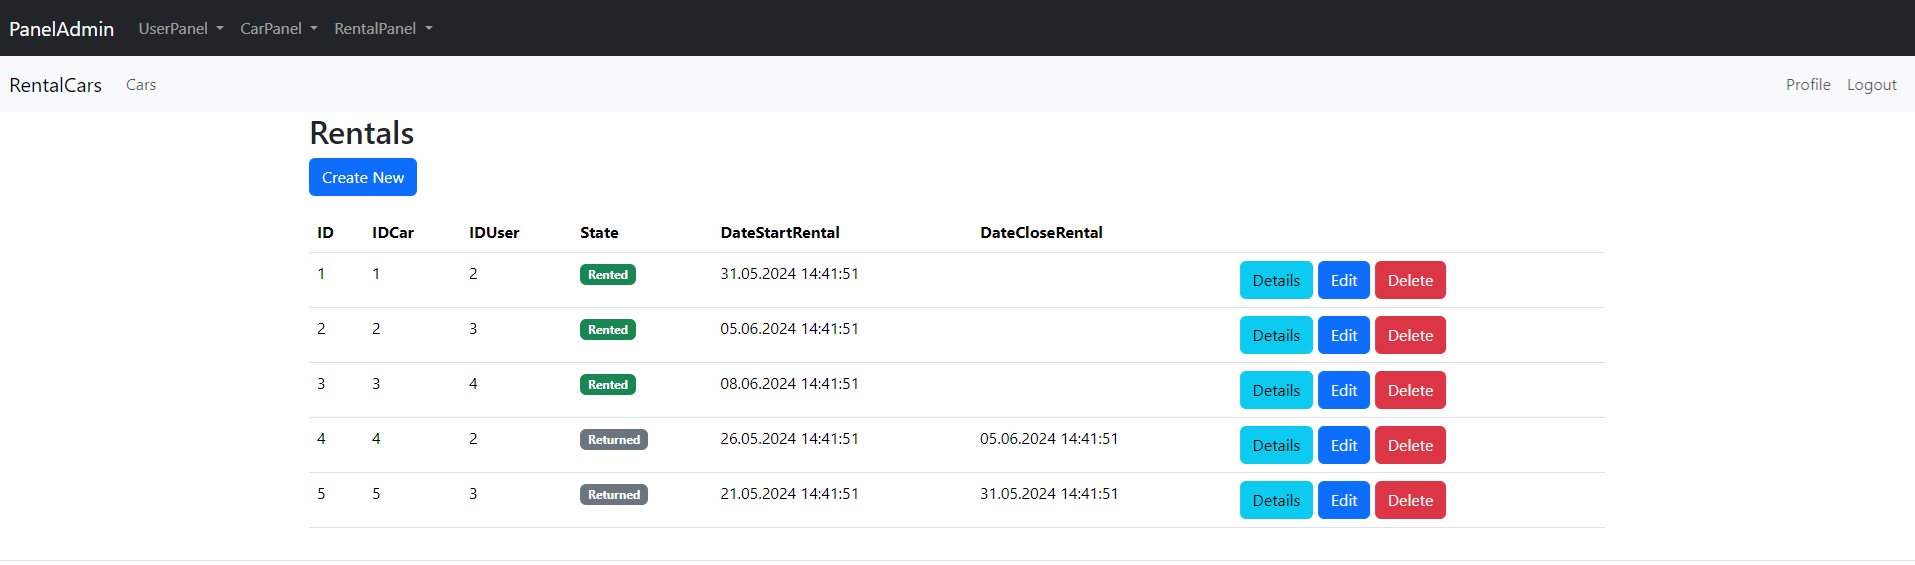 PanelAdmin UserPanel CarPanel RentalPanel
RentalCars Cars Profile Logout
Rentals
Create New
ID IDCar IDUser State DateStartRental DateCloseRental
1 1 2 Rented 31.05.2024 14:41:51 Details Edit Delete
2 2 3 Rented 05.06.2024 14:41:51 Details Edit Delete
3 3 4 Rented 08.06.2024 14:41:51 Details Edit Delete
4 4 2 Returned 26.05.2024 14:41:51 05.06.2024 14:41:51 Details Edit Delete
5 5 3 Returned 21.05.2024 14:41:51 31.05.2024 14:41:51 Details Edit Delete